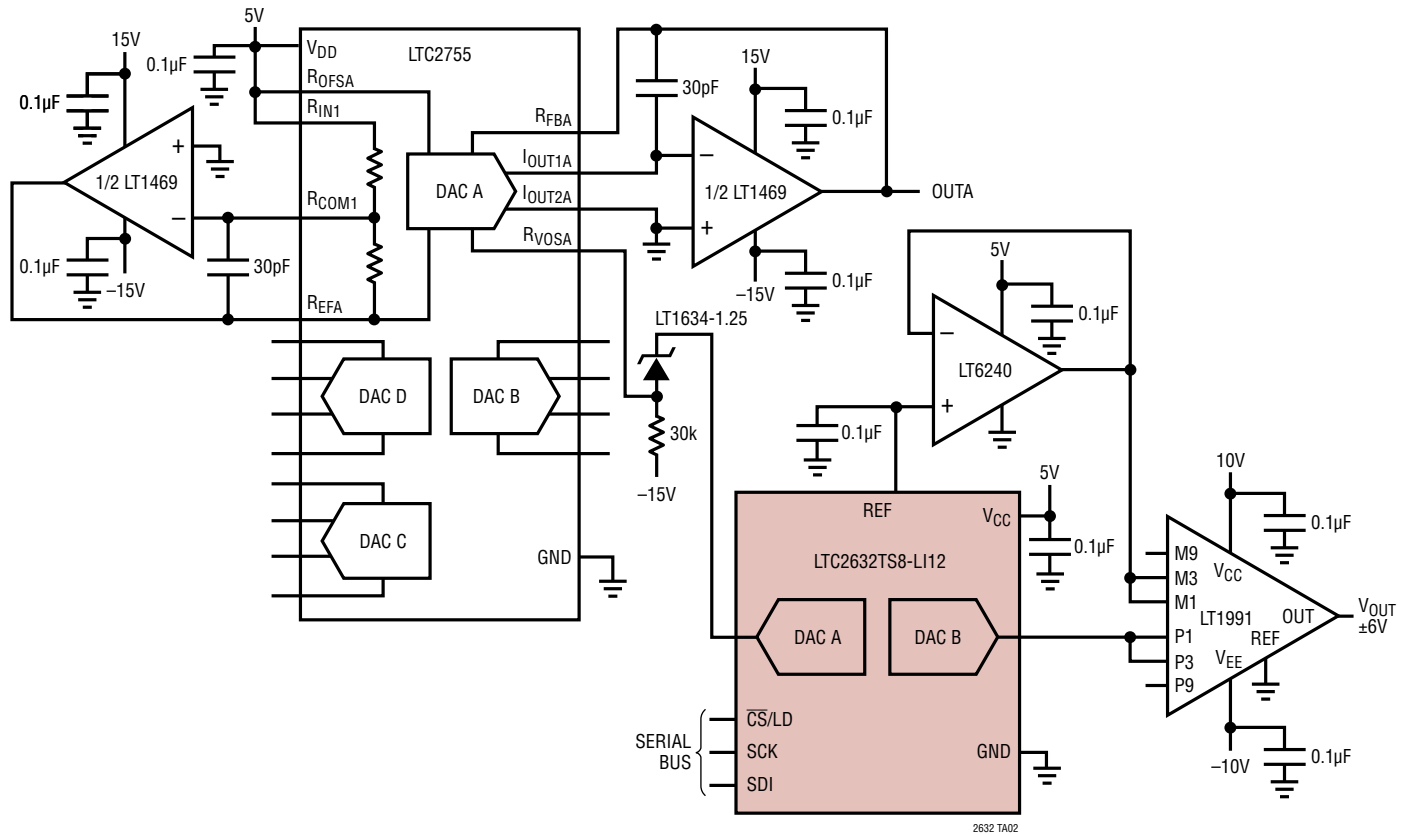 5V
15V
0.1µF
0.1µF
+
1/2 LT1469
–
0.1µF
–15V
30pF
VDD
LTC2755
ROFSA
RIN1
RCOM1
REFA
DAC A
RFBA
IOUT1A
IOUT2A
RVOSA
30pF
15V
0.1µF
–
1/2 LT1469
+
OUTA
–15V
0.1µF
DAC D
DAC B
DAC C
GND
LT1634-1.25
30k
–15V
5V
0.1µF
–
LT6240
+
0.1µF
REF
VCC
5V
0.1µF
LTC2632TS8-LI12
DAC A
DAC B
CS/LD
SCK
SDI
SERIAL
BUS
GND
10V
0.1µF
M9
M3
M1
P1
P3
P9
VCC
LT1991
OUT
REF
VEE
VOUT
±6V
–10V
0.1µF
2632 TA02